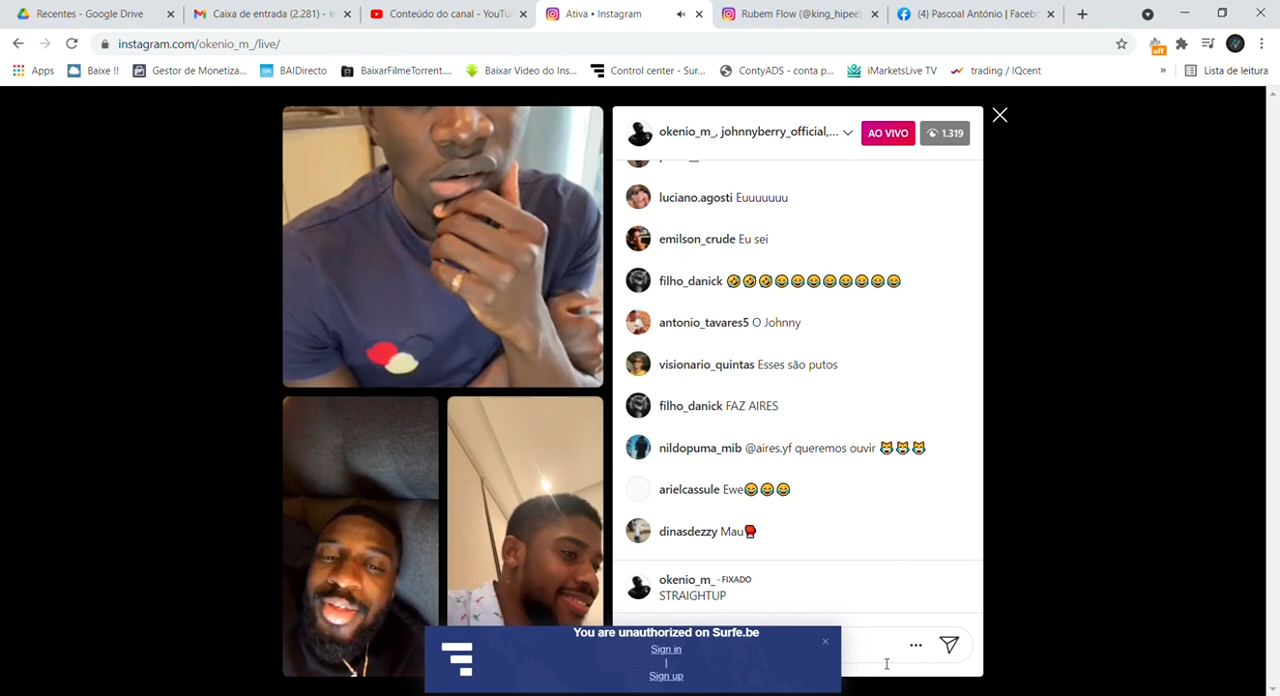 Recentes - Google Drive
Caixa de entrada (2.281) - i
Conteúdo do canal - YouTu
Ativa • Instagram
Rubem Flow (@king_hipee)
(4) Pascoal António | Faceb
instagram.com/okenio_m_/live/
off
Apps
Baixe !!
Gestor de Monetiza...
BAIDirecto
BaixarFilmeTorrent....
Baixar Video do Ins...
Control center - Sur...
ContyADS - conta p...
iMarketsLive TV
trading / IQcent
»
Lista de leitura
okenio_m_, johnnyberry_official,...
AO VIVO
1.319
luciano.agosti Euuuuuuu
emilson_crude Eu sei
filho_danick 🤣🤣🤣😂😂😂😂😂😂😂😂
antonio_tavares5 O Johnny
visionario_quintas Esses são putos
filho_danick FAZ AIRES
nildopuma_mib @aires.yf queremos ouvir 😹😹😹
arielcassule Ewe😂😂😂
dinasdezzy Mau🥊
okenio_m_ · FIXADO
STRAIGHTUP
You are unauthorized on Surfe.be
Sign in
|
Sign up